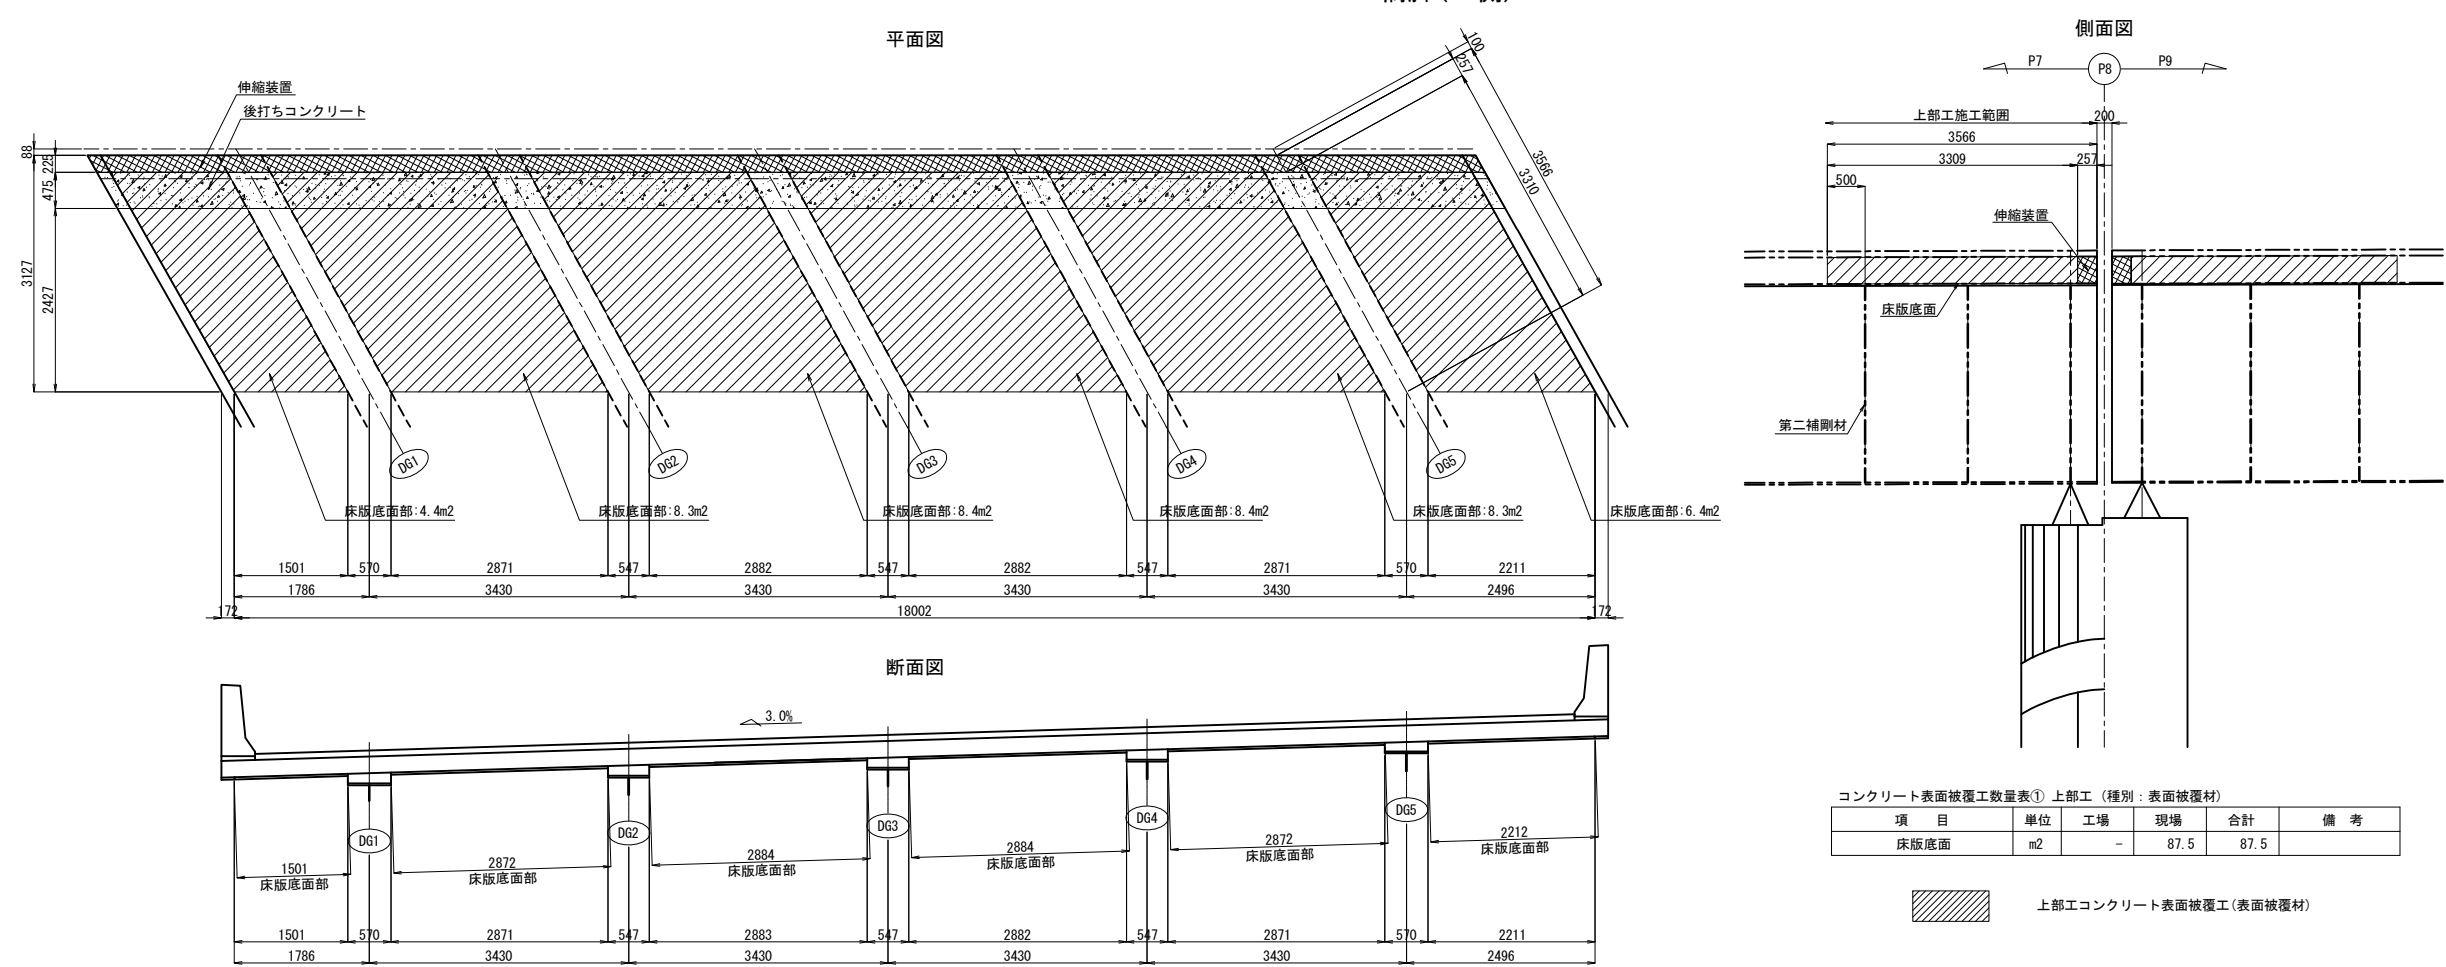 平面図
伸縮装置
後打ちコンクリート
88
225
475
3127
2427
100
257
3566
3310
DG1
DG2
DG3
DG4
DG5
床版底面部:4.4m2
床版底面部:8.3m2
床版底面部:8.4m2
床版底面部:8.4m2
床版底面部:8.3m2
床版底面部:6.4m2
1501
570
2871
547
2882
547
2882
547
2871
570
2211
1786
3430
3430
3430
3430
2496
172
18002
172
断面図
3.0%
DG1
DG2
DG3
DG4
DG5
1501
床版底面部
2872
床版底面部
2884
床版底面部
2884
床版底面部
2872
床版底面部
2212
床版底面部
1501
570
2871
547
2883
547
2882
547
2871
570
2211
1786
3430
3430
3430
3430
2496
側面図
P7
P8
P9
上部工施工範囲
200
3566
3309
257
500
伸縮装置
床版底面
第二補剛材
コンクリート表面被覆工数量表① 上部工 (種別：表面被覆材)
項 目 単位 工場 現場 合計 備 考
床版底面 m2 － 87.5 87.5
上部工コンクリート表面被覆工(表面被覆材)